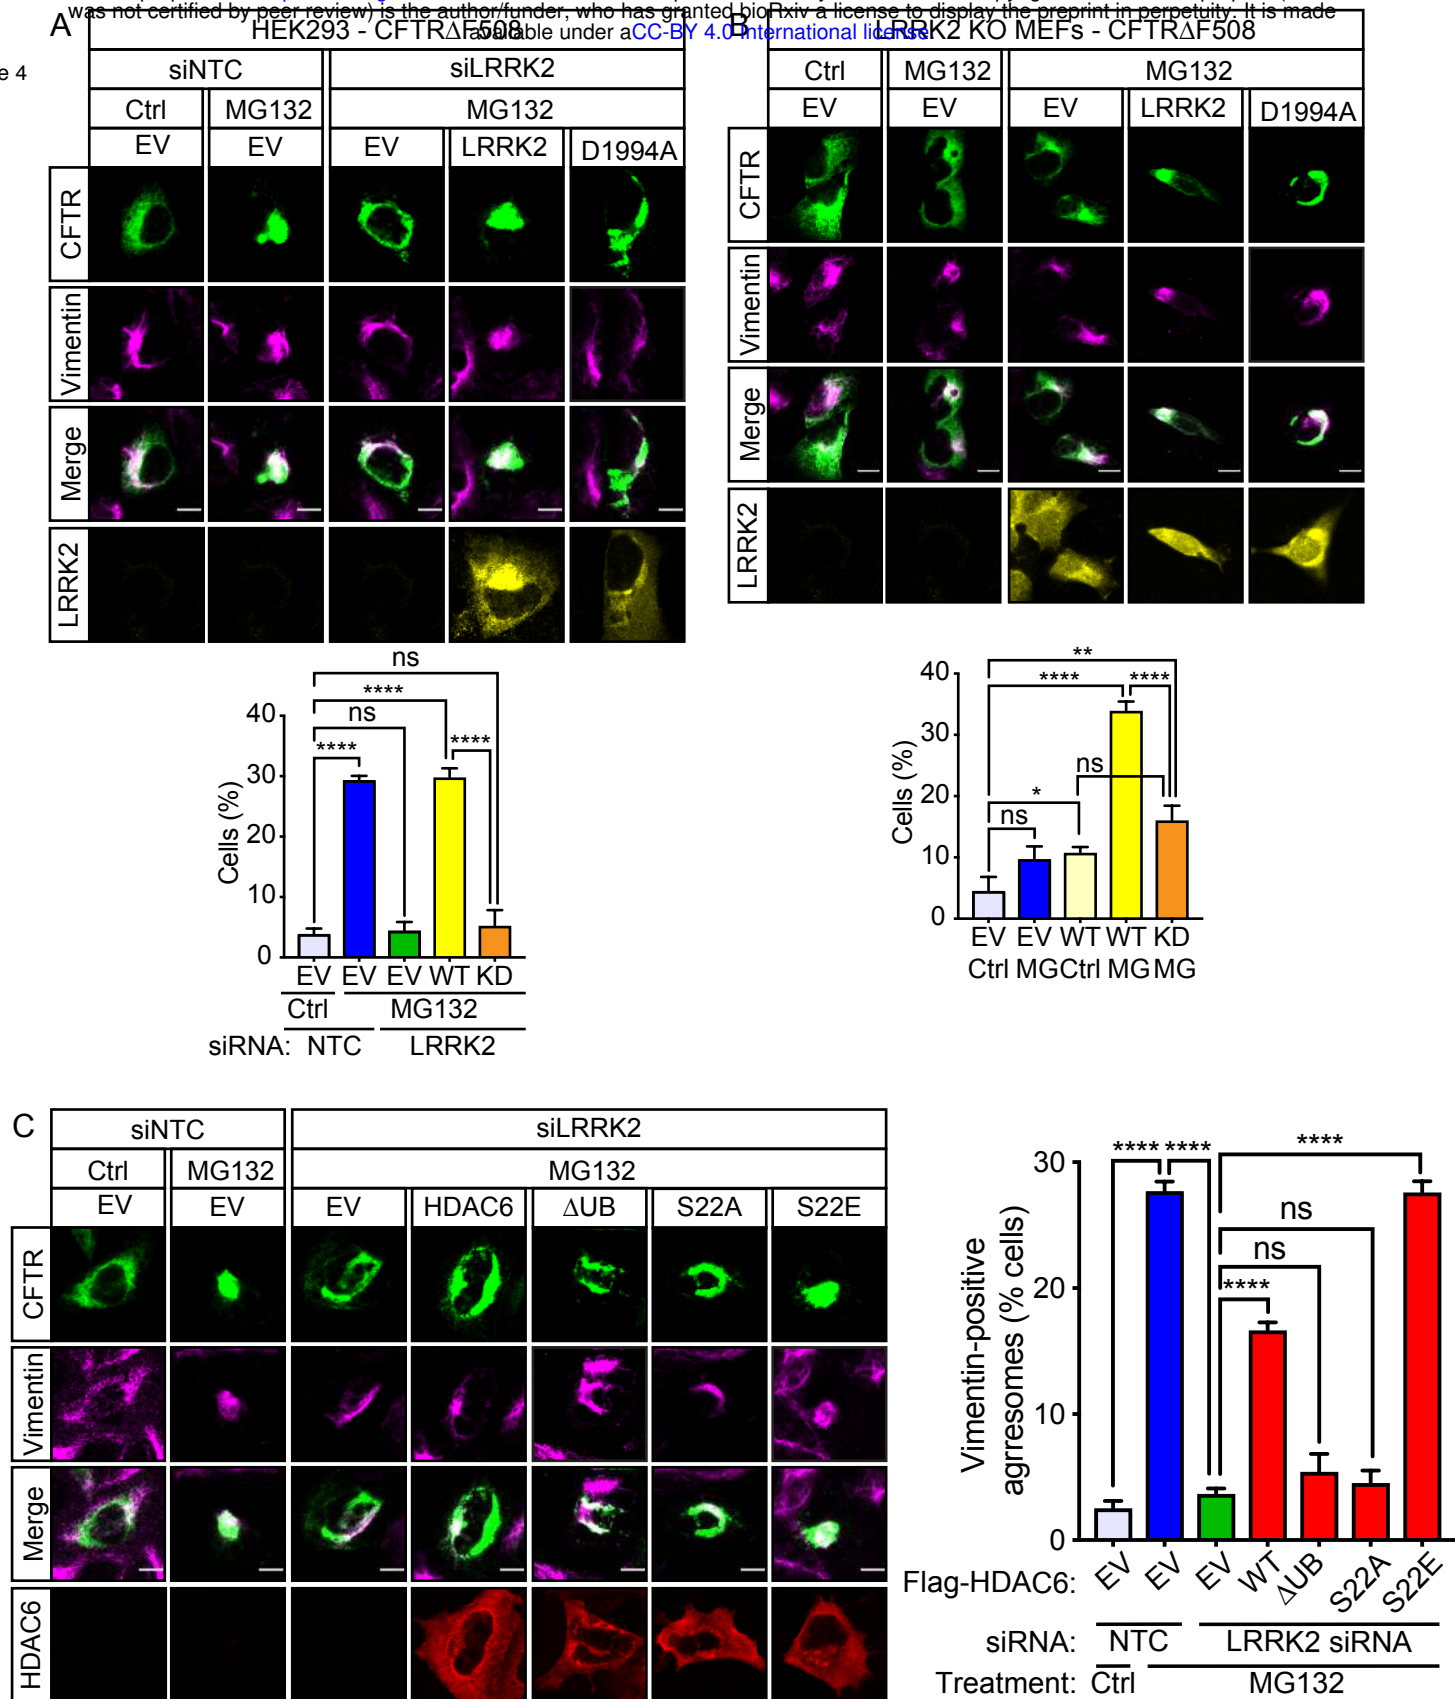 was not certified by peer review) is the author/funder, who has granted bioRxiv a license to display the preprint in perpetuity. It is made
available under aCC-BY 4.0 International license.
e 4
A
HEK293 - CFTRΔF508
siNTC
siLRRK2
Ctrl
MG132
MG132
EV
EV
EV
LRRK2
D1994A
CFTR
Vimentin
Merge
LRRK2
ns
****
ns
****
****
Cells (%)
40
30
20
10
0
EV EV EV WT KD
Ctrl
MG132
siRNA: NTC LRRK2
B
LRRK2 KO MEFs - CFTRΔF508
Ctrl
MG132
MG132
EV
EV
EV
LRRK2
D1994A
CFTR
Vimentin
Merge
LRRK2
**
****
****
ns
*
ns
Cells (%)
40
30
20
10
0
EV EV WT WT KD
Ctrl MG Ctrl MG MG
C
siNTC
siLRRK2
Ctrl
MG132
MG132
EV
EV
EV
HDAC6
ΔUB
S22A
S22E
CFTR
Vimentin
Merge
HDAC6
****
****
****
ns
ns
****
Vimentin-positive
agrresomes (% cells)
30
20
10
0
Flag-HDAC6: EV EV EV WT ΔUB S22A S22E
siRNA: NTC LRRK2 siRNA
Treatment: Ctrl MG132